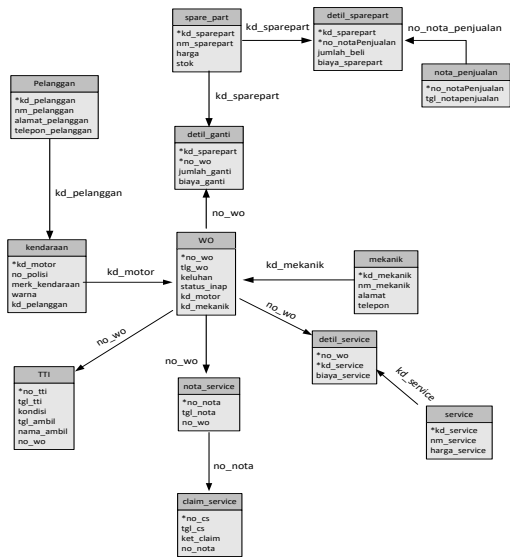 spare_part
*kd_sparepart
nm_sparepart
harga
stok
kd_sparepart
detil_sparepart
*kd_sparepart
*no_notaPenjualan
jumlah_beli
biaya_sparepart
no_nota_penjualan
nota_penjualan
*no_notaPenjualan
tgl_notapenjualan
kd_sparepart
Pelanggan
*kd_pelanggan
nm_pelanggan
alamat_pelanggan
telepon_pelanggan
kd_pelanggan
detil_ganti
*kd_sparepart
*no_wo
jumlah_ganti
biaya_ganti
no_wo
kendaraan
*kd_motor
no_polisi
merk_kendaraan
warna
kd_pelanggan
kd_motor
WO
*no_wo
tlg_wo
keluhan
status_inap
kd_motor
kd_mekanik
kd_mekanik
mekanik
*kd_mekanik
nm_mekanik
alamat
telepon
no_wo
no_wo
no_wo
detil_service
*no_wo
*kd_service
biaya_service
kd_service
TTI
*no_tti
tgl_tti
kondisi
tgl_ambil
nama_ambil
no_wo
nota_service
*no_nota
tgl_nota
no_wo
service
*kd_service
nm_service
harga_service
no_nota
claim_service
*no_cs
tgl_cs
ket_claim
no_nota